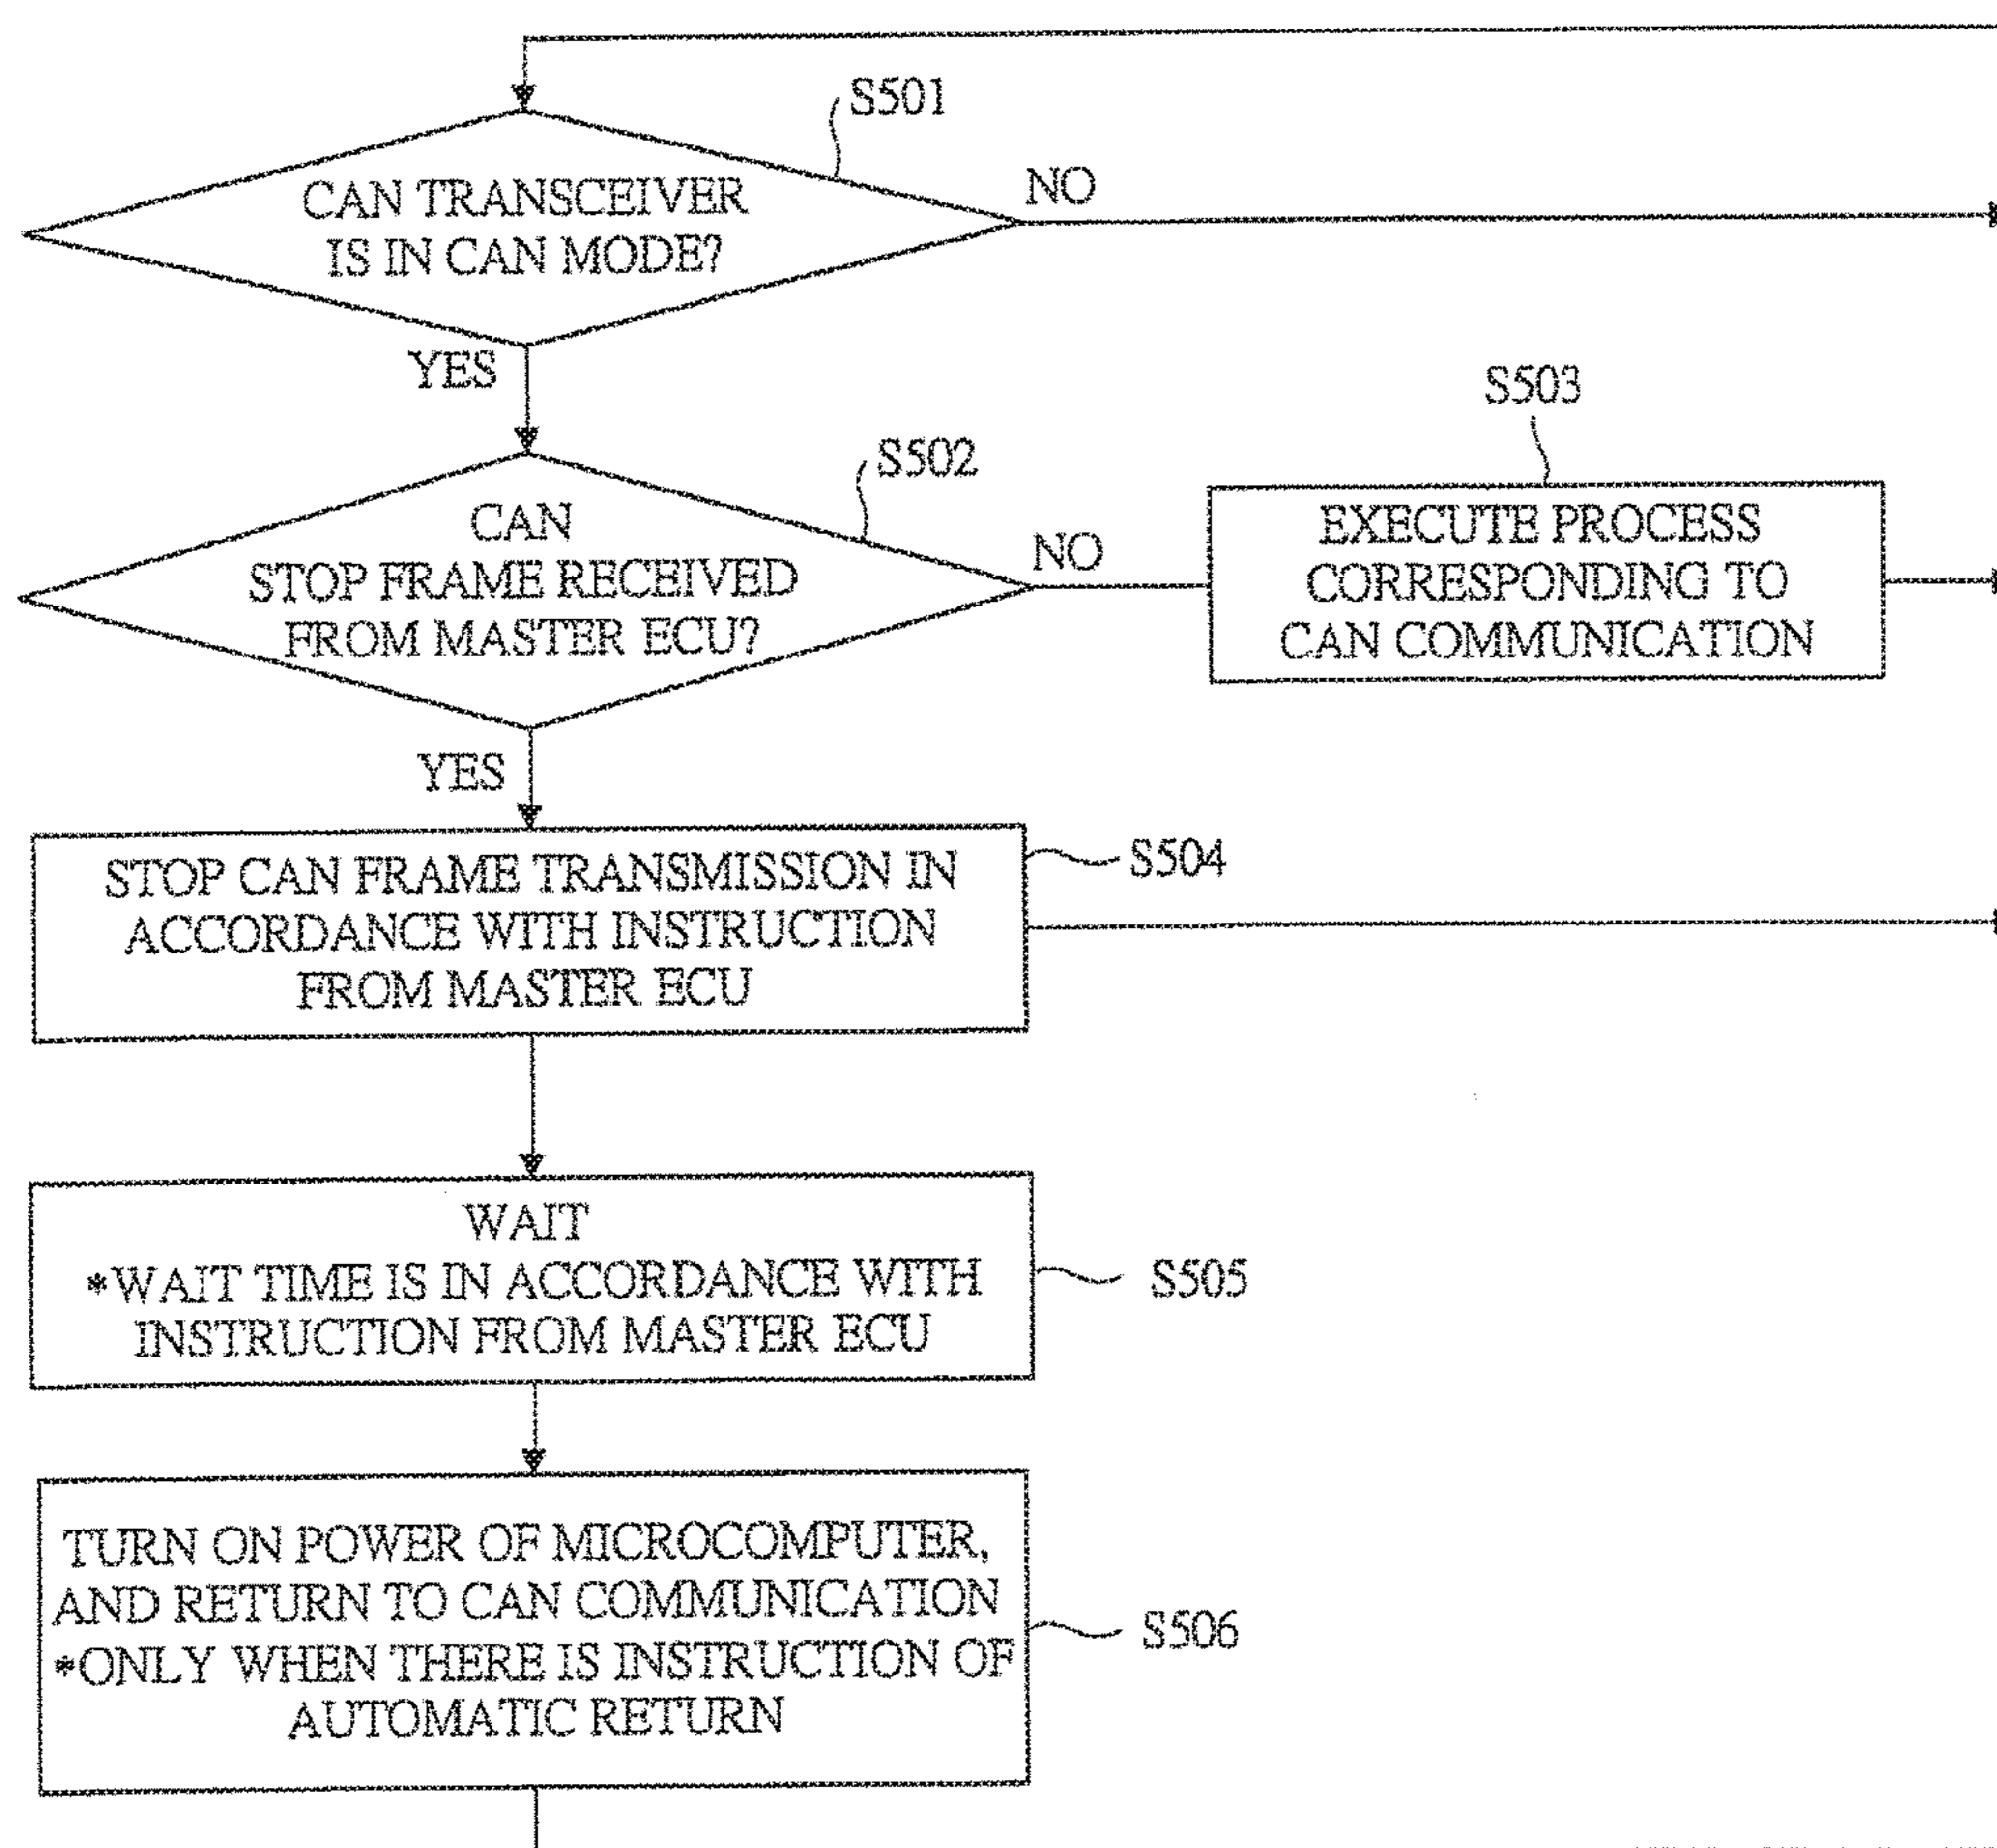 S501
CAN TRANSCEIVER
IS IN CAN MODE?
NO
YES
S502
CAN
STOP FRAME RECEIVED
FROM MASTER ECU?
NO
S503
EXECUTE PROCESS
CORRESPONDING TO
CAN COMMUNICATION
YES
STOP CAN FRAME TRANSMISSION IN
ACCORDANCE WITH INSTRUCTION
FROM MASTER ECU
S504
WAIT
*WAIT TIME IS IN ACCORDANCE WITH
INSTRUCTION FROM MASTER ECU
S505
TURN ON POWER OF MICROCOMPUTER,
AND RETURN TO CAN COMMUNICATION
*ONLY WHEN THERE IS INSTRUCTION OF
AUTOMATIC RETURN
S506